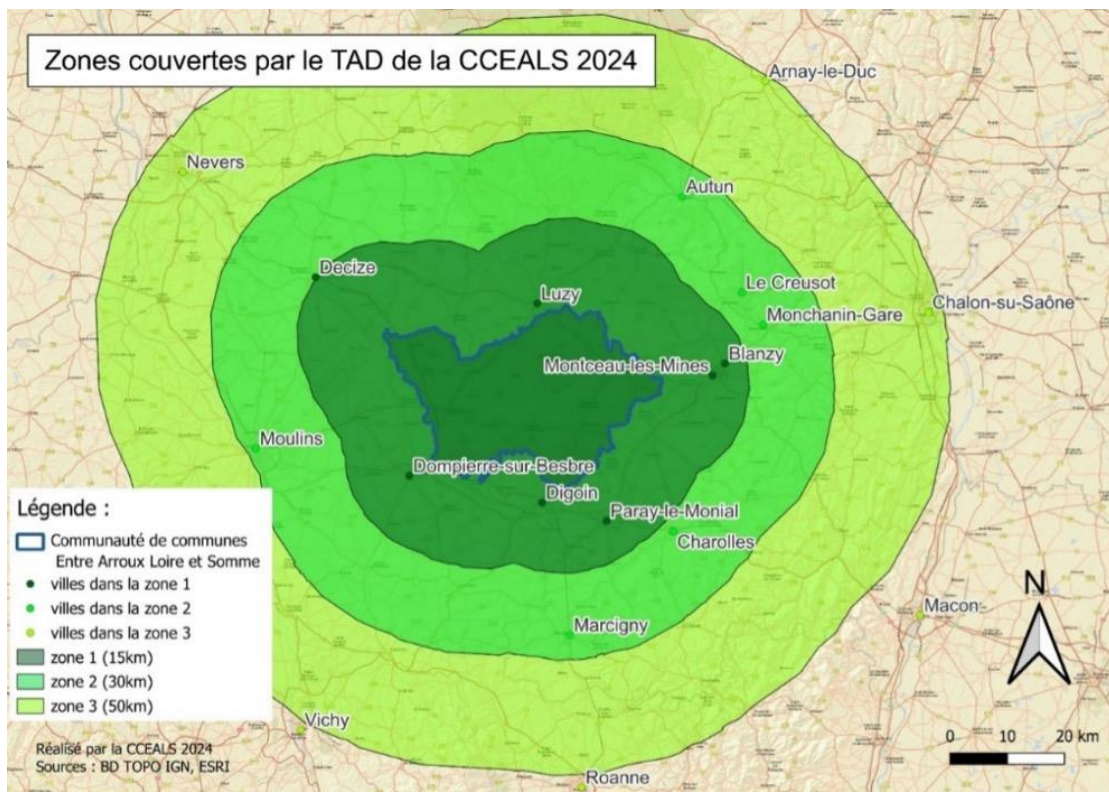 Zones couvertes par le TAD de la CCEALS 2024
Arnay-le-Duc
Nevers
Autun
Decize
Le Creusot
Luzy
Chalon-su-Saône
Monchanin-Gare
Blanzy
Montceau-les-Mines
Moulins
Dompierre-sur-Besbre
Digoin
Paray-le-Monial
Charolles
Macon
Marcigny
Vichy
Roanne
Légende :
Communauté de communes
Entre Arroux Loire et Somme
villes dans la zone 1
villes dans la zone 2
villes dans la zone 3
zone 1 (15km)
zone 2 (30km)
zone 3 (50km)
Réalisé par la CCEALS 2024
Sources : BD TOPO IGN, ESRI
N
0 10 20 km